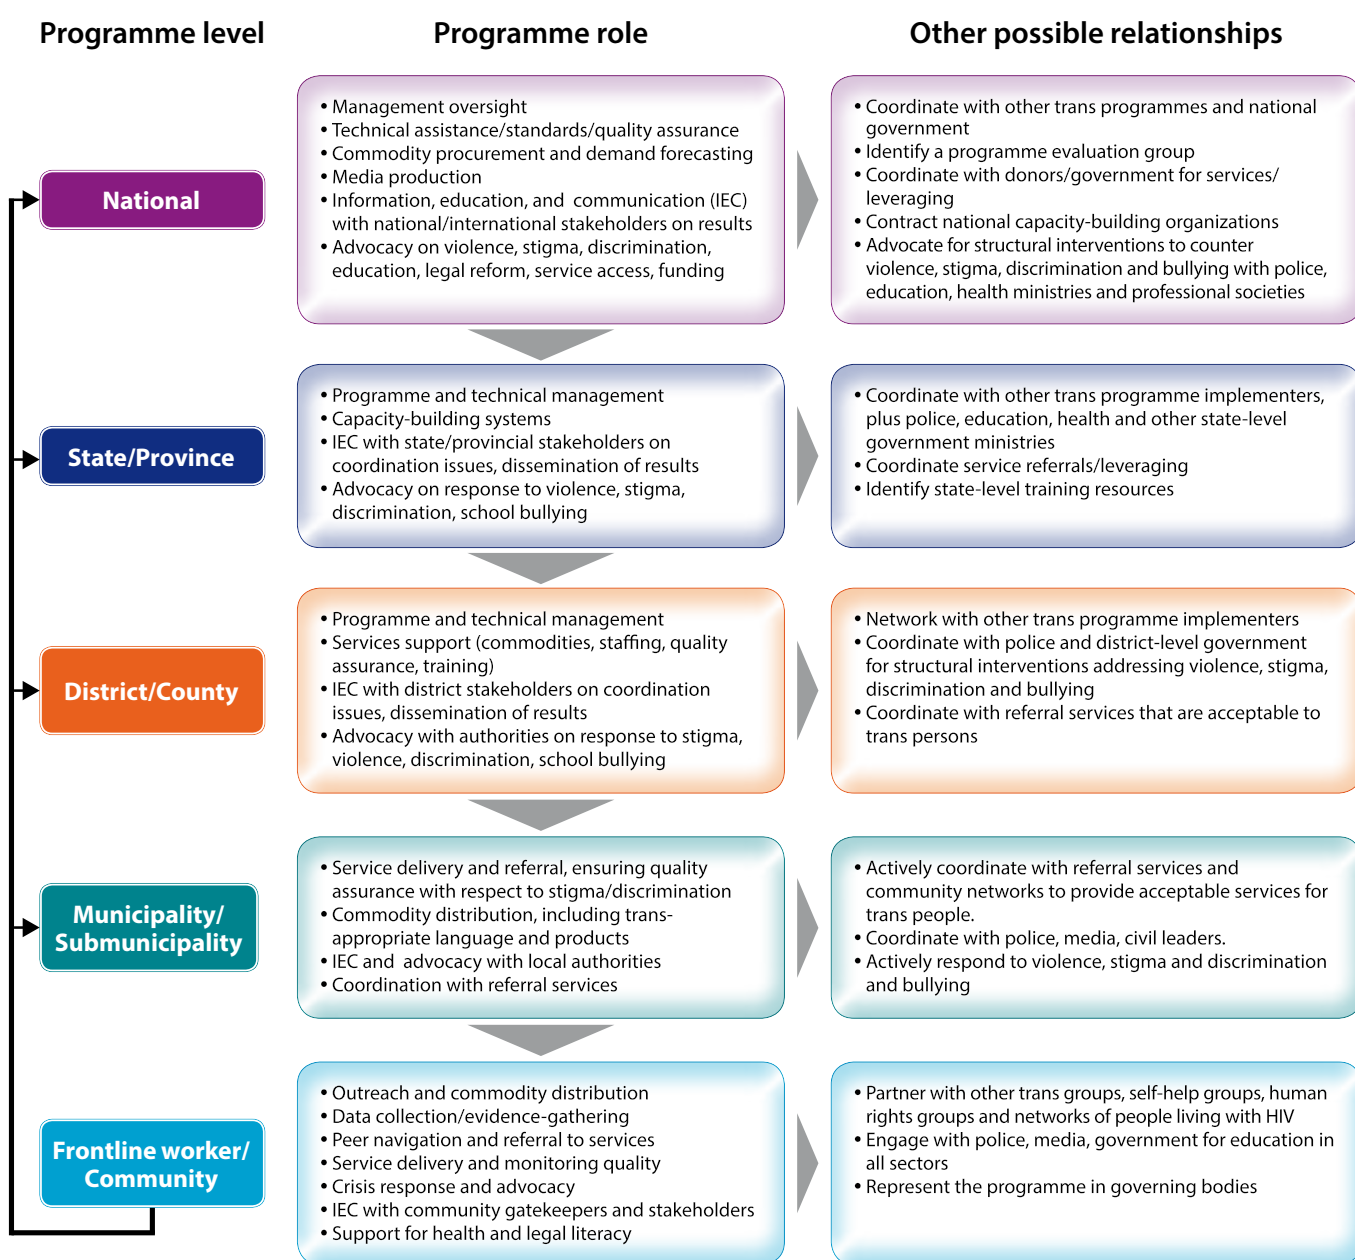 Programme level
Programme role
Other possible relationships
National
• Management oversight
• Technical assistance/standards/quality assurance
• Commodity procurement and demand forecasting
• Media production
• Information, education, and communication (IEC)
with national/international stakeholders on results
• Advocacy on violence, stigma, discrimination,
education, legal reform, service access, funding
• Coordinate with other trans programmes and national
government
• Identify a programme evaluation group
• Coordinate with donors/government for services/
leveraging
• Contract national capacity-building organizations
• Advocate for structural interventions to counter
violence, stigma, discrimination and bullying with police,
education, health ministries and professional societies
State/Province
• Programme and technical management
• Capacity-building systems
• IEC with state/provincial stakeholders on
coordination issues, dissemination of results
• Advocacy on response to violence, stigma,
discrimination, school bullying
• Coordinate with other trans programme implementers,
plus police, education, health and other state-level
government ministries
• Coordinate service referrals/leveraging
• Identify state-level training resources
District/County
• Programme and technical management
• Services support (commodities, staffing, quality
assurance, training)
• IEC with district stakeholders on coordination
issues, dissemination of results
• Advocacy with authorities on response to stigma,
violence, discrimination, school bullying
• Network with other trans programme implementers
• Coordinate with police and district-level government
for structural interventions addressing violence, stigma,
discrimination and bullying
• Coordinate with referral services that are acceptable to
trans persons
Municipality/
Submunicipality
• Service delivery and referral, ensuring quality
assurance with respect to stigma/discrimination
• Commodity distribution, including trans-
appropriate language and products
• IEC and advocacy with local authorities
• Coordination with referral services
• Actively coordinate with referral services and
community networks to provide acceptable services for
trans people.
• Coordinate with police, media, civil leaders.
• Actively respond to violence, stigma and discrimination
and bullying
Frontline worker/
Community
• Outreach and commodity distribution
• Data collection/evidence-gathering
• Peer navigation and referral to services
• Service delivery and monitoring quality
• Crisis response and advocacy
• IEC with community gatekeepers and stakeholders
• Support for health and legal literacy
• Partner with other trans groups, self-help groups, human
rights groups and networks of people living with HIV
• Engage with police, media, government for education in
all sectors
• Represent the programme in governing bodies